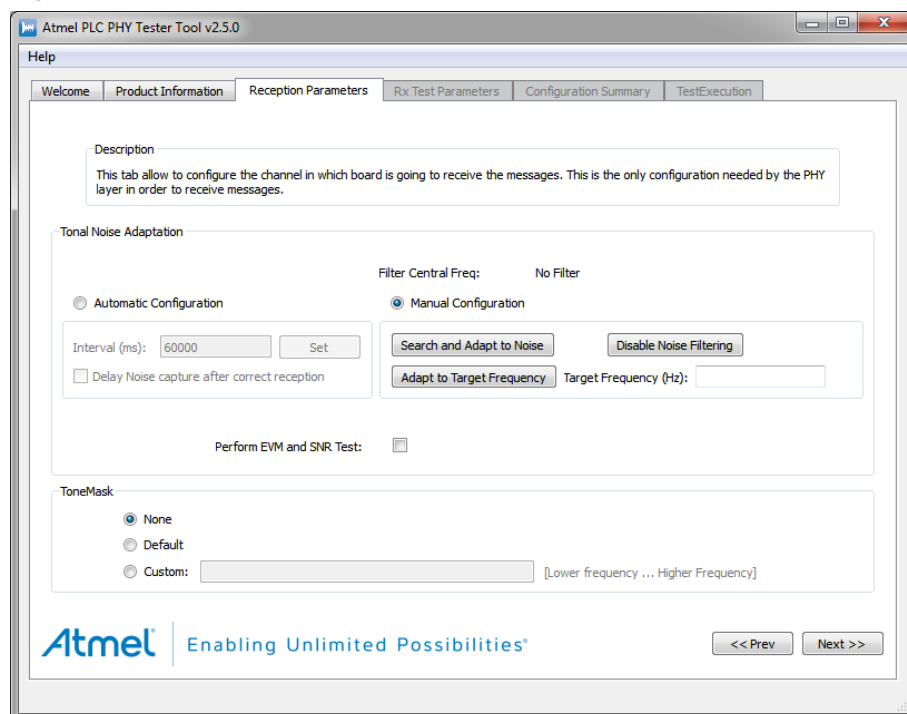 Atmel PLC PHY Tester Tool v2.5.0
Help
Welcome Product Information Reception Parameters Rx Test Parameters Configuration Summary TestExecution
Description
This tab allow to configure the channel in which board is going to receive the messages. This is the only configuration needed by the PHY
layer in order to receive messages.
Tonal Noise Adaptation
Filter Central Freq: No Filter
Automatic Configuration Manual Configuration
Interval (ms): 60000 Set Search and Adapt to Noise Disable Noise Filtering
Delay Noise capture after correct reception Adapt to Target Frequency Target Frequency (Hz):
Perform EVM and SNR Test:
ToneMask
None
Default
Custom: [Lower frequency ... Higher Frequency]
Atmel Enabling Unlimited Possibilities® << Prev Next >>